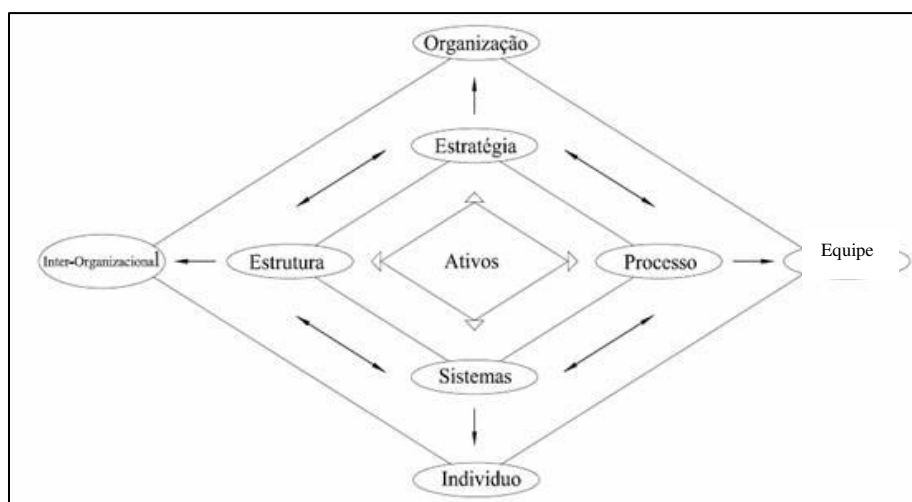 Organização
Estratégia
Inter-Organizacional
Estrutura
Ativos
Processo
Equipe
Sistemas
Individuo